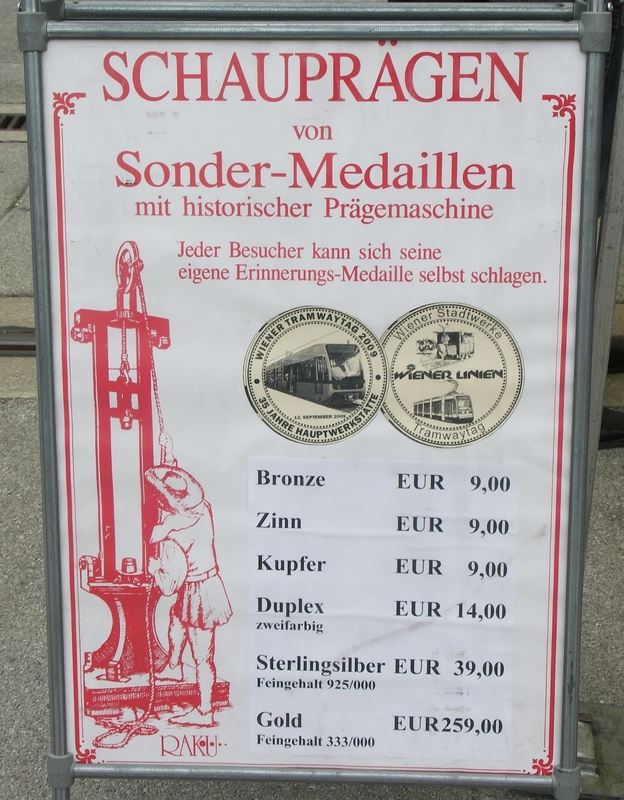 SCHAUPRÄGEN
von
Sonder-Medaillen
mit historischer Prägemaschine
Jeder Besucher kann sich seine
eigene Erinnerungs-Medaille selbst schlagen.
WIENER TRAMWAYTAG 2009
12. SEPTEMBER 2009
35 JAHRE HAUPTWERKSTÄTTE
Wiener Stadtwerke
WIENER LINIEN
Tramwaytag
Bronze EUR 9,00
Zinn EUR 9,00
Kupfer EUR 9,00
Duplex EUR 14,00
zweifarbig
Sterlingsilber EUR 39,00
Feingehalt 925/000
Gold EUR259,00
Feingehalt 333/000
RAKU